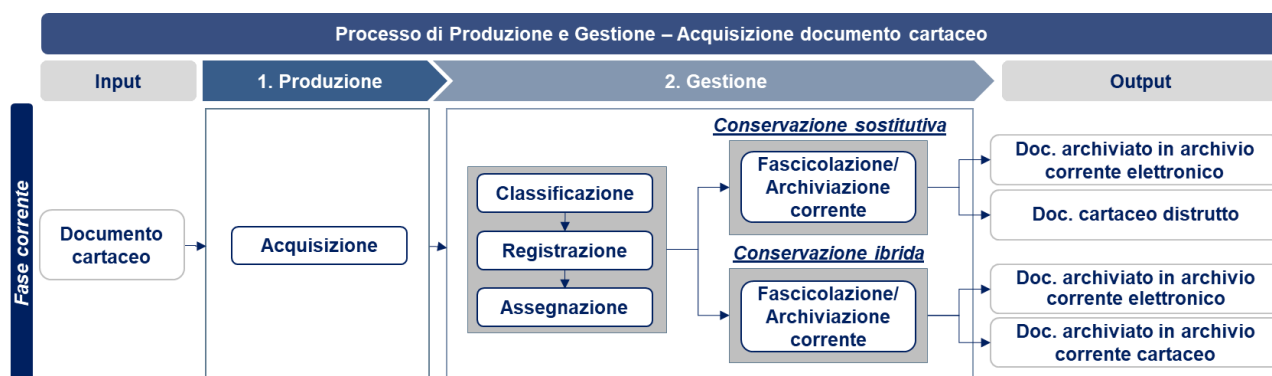 Processo di Produzione e Gestione – Acquisizione documento cartaceo
Input
1. Produzione
2. Gestione
Output
Fase corrente
Documento
cartaceo
Acquisizione
Classificazione
Registrazione
Assegnazione
Conservazione sostitutiva
Fascicolazione/
Archiviazione
corrente
Conservazione ibrida
Fascicolazione/
Archiviazione
corrente
Doc. archiviato in archivio
corrente elettronico
Doc. cartaceo distrutto
Doc. archiviato in archivio
corrente elettronico
Doc. archiviato in archivio
corrente cartaceo